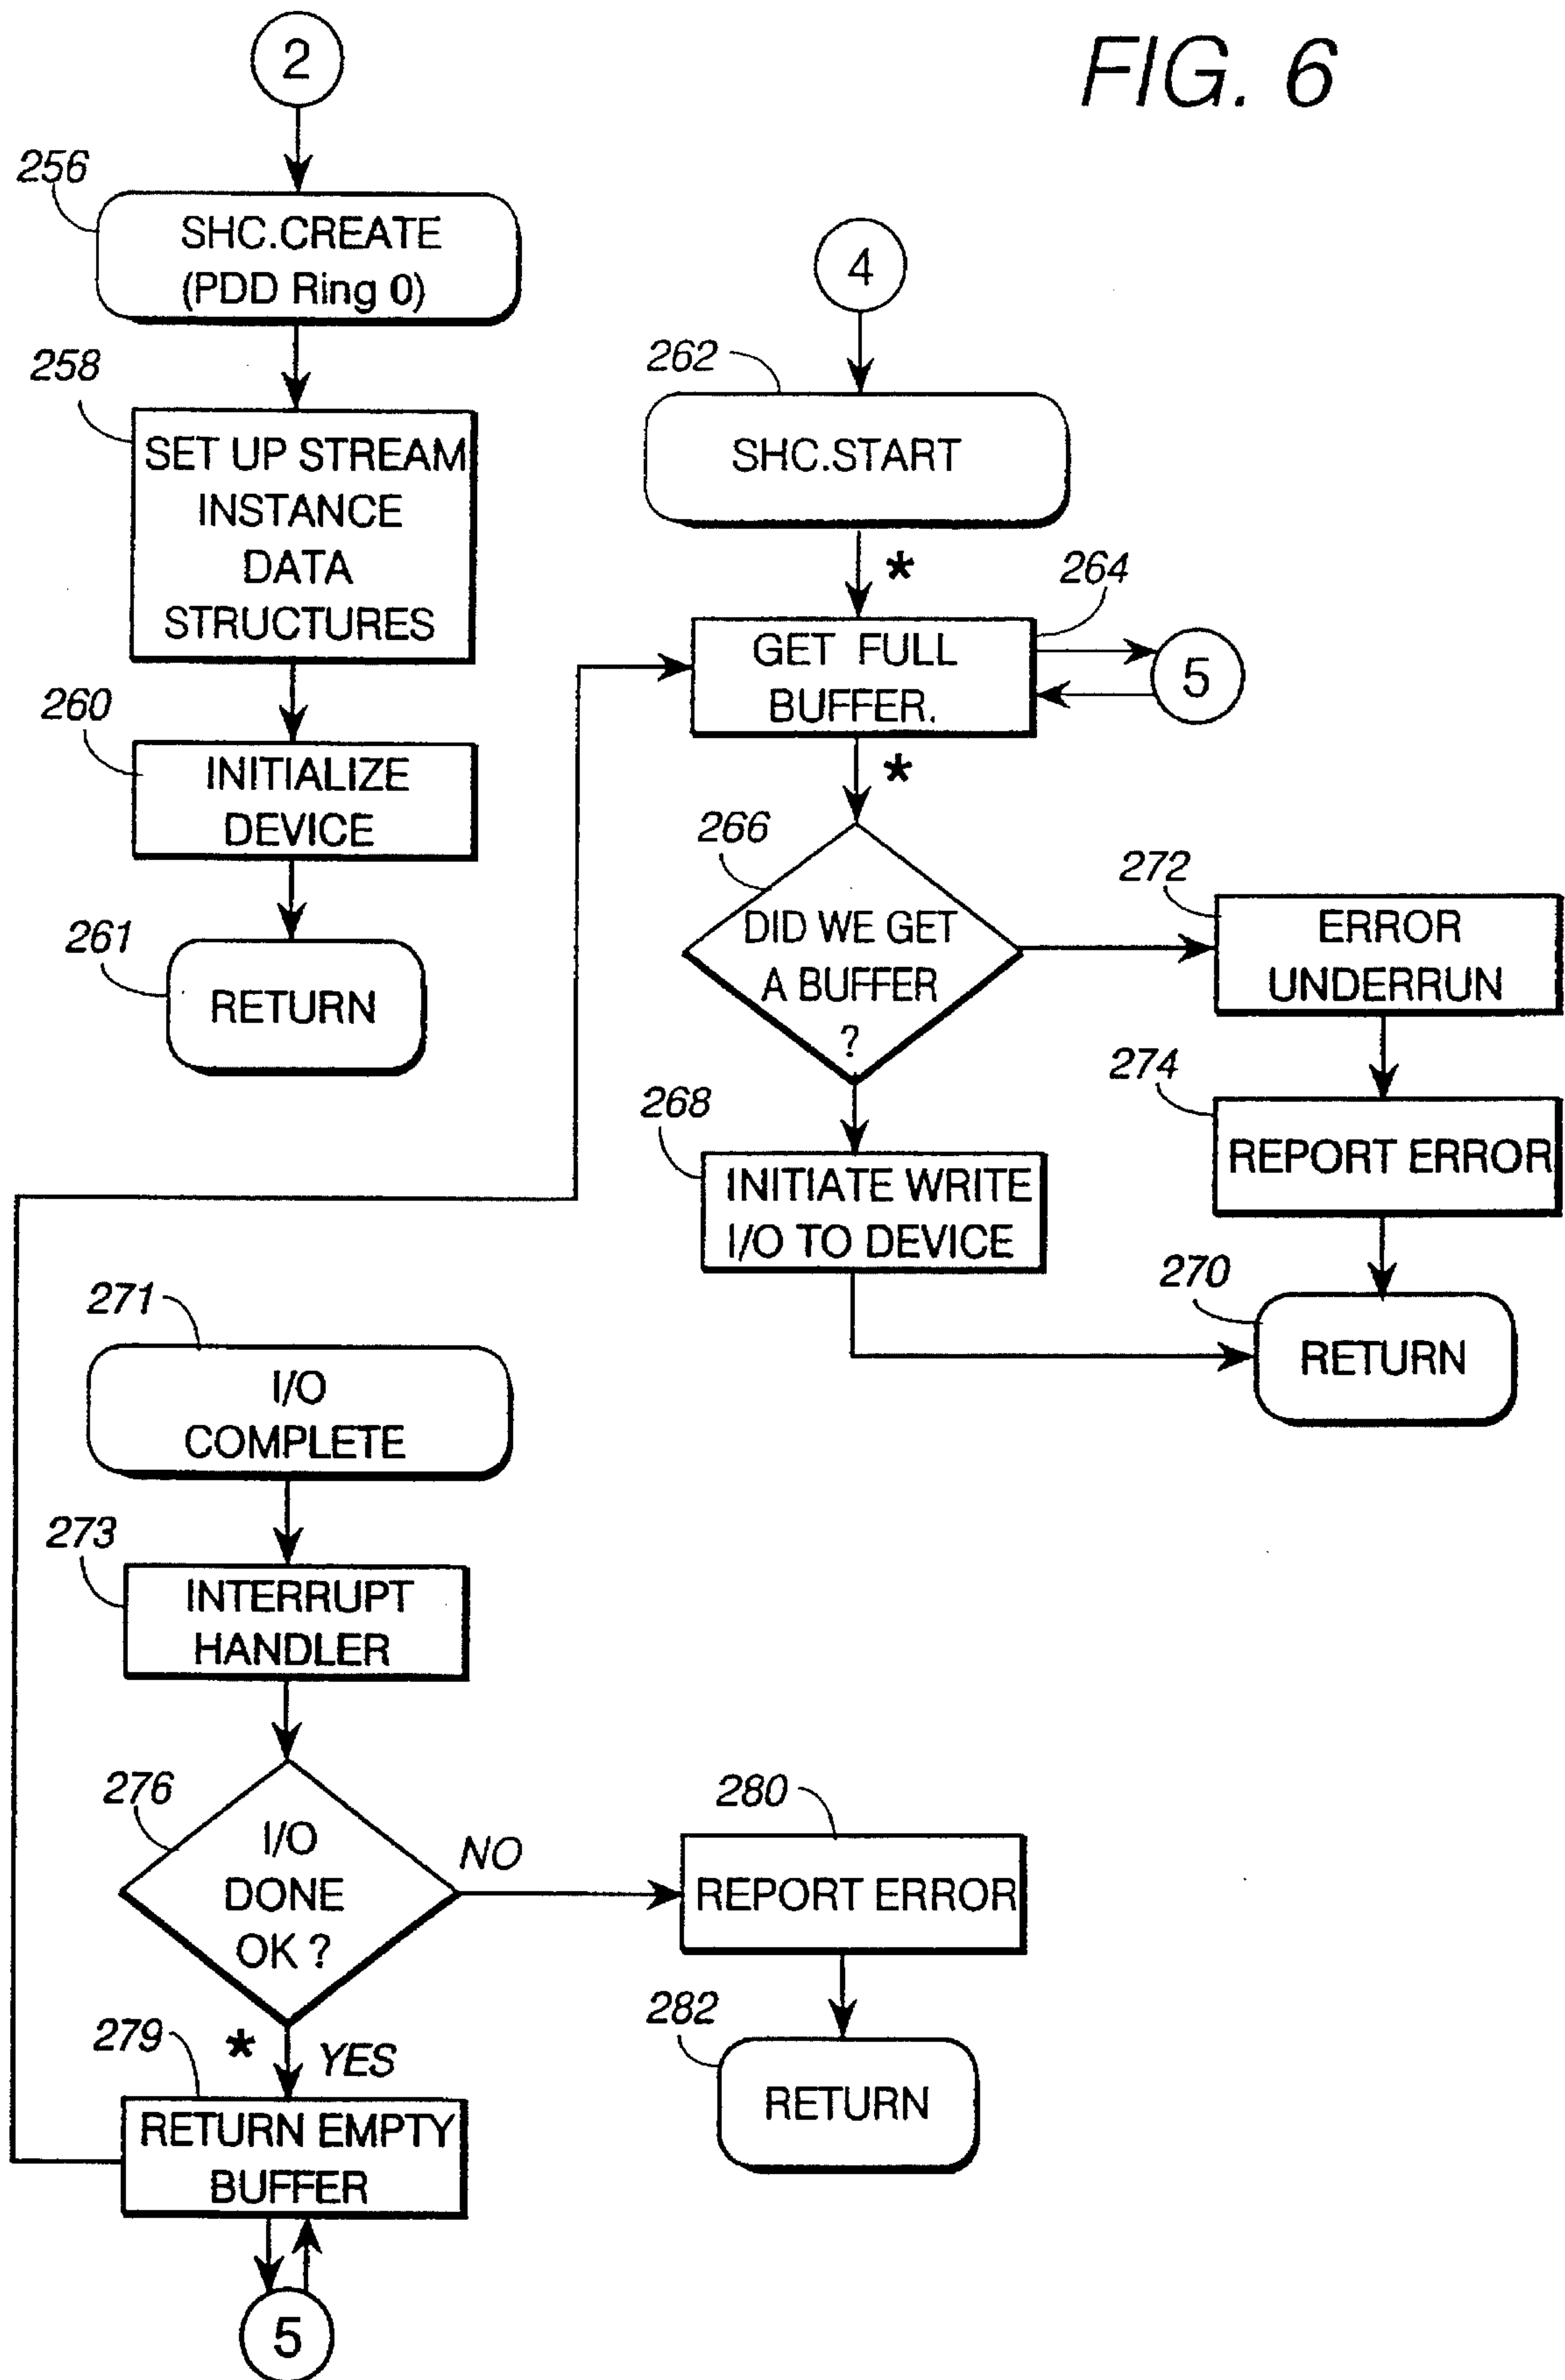 FIG. 6
2
256
SHC.CREATE
(PDD Ring 0)
258
SET UP STREAM
INSTANCE
DATA
STRUCTURES
260
INITIALIZE
DEVICE
261
RETURN
4
262
SHC.START
*
264
GET FULL
BUFFER.
5
*
266
DID WE GET
A BUFFER
?
272
ERROR
UNDERRUN
274
REPORT ERROR
268
INITIATE WRITE
I/O TO DEVICE
270
RETURN
271
I/O
COMPLETE
273
INTERRUPT
HANDLER
276
I/O
DONE
OK ?
NO
280
REPORT ERROR
282
RETURN
* YES
279
RETURN EMPTY
BUFFER
5